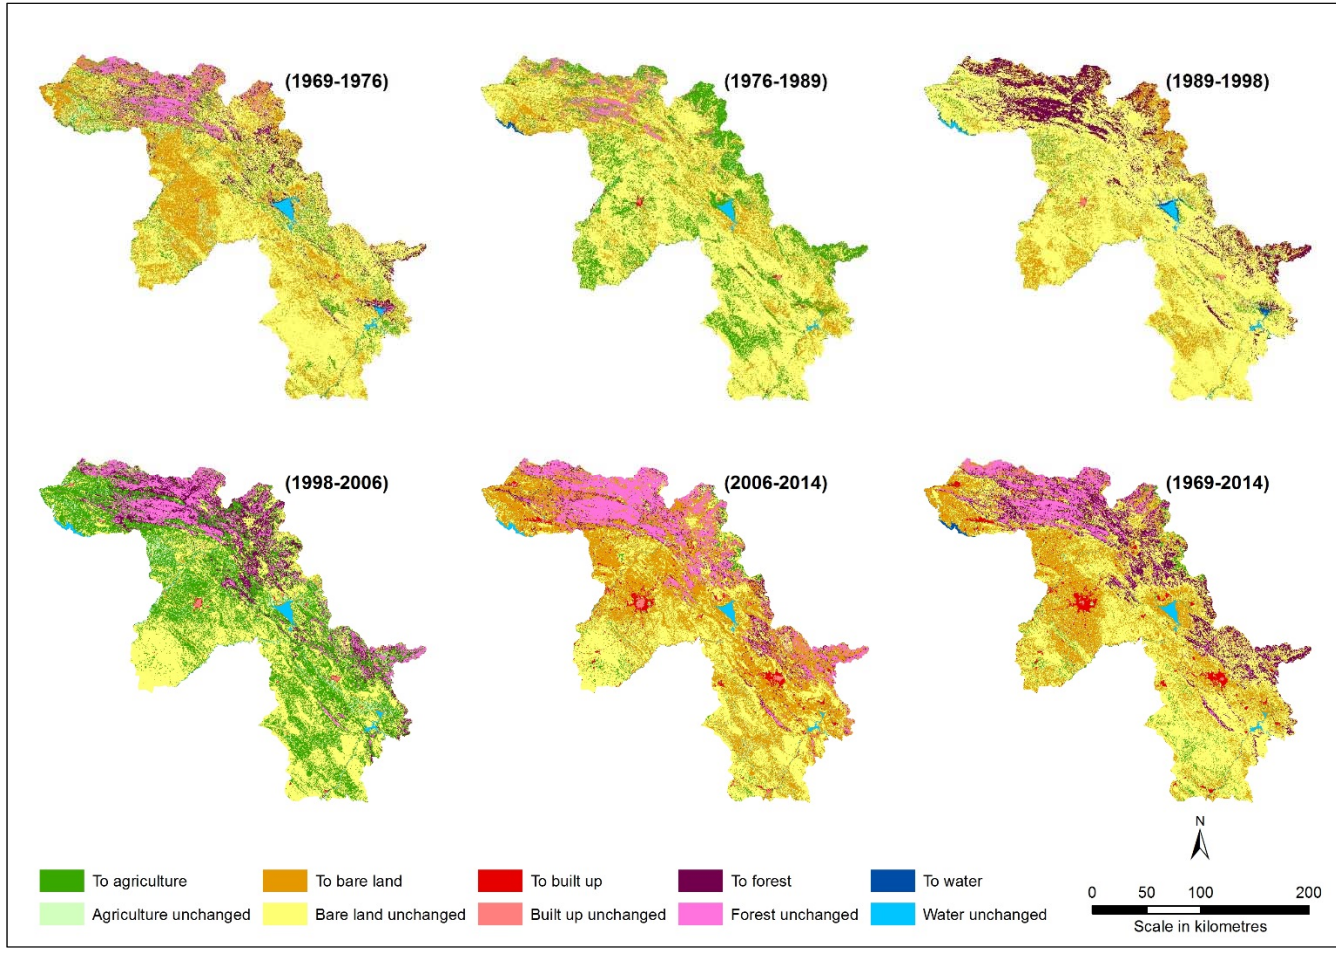 (1969-1976)
(1976-1989)
(1989-1998)
(1998-2006)
(2006-2014)
(1969-2014)
N
To agriculture
To bare land
To built up
To forest
To water
Agriculture unchanged
Bare land unchanged
Built up unchanged
Forest unchanged
Water unchanged
0 50 100 200
Scale in kilometres